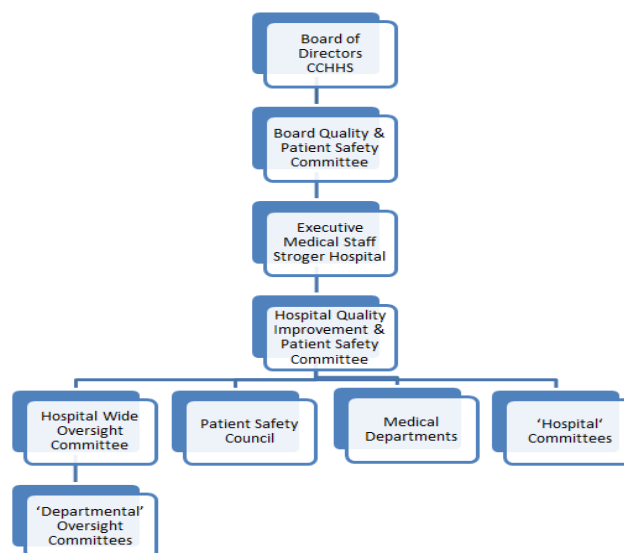 Board of
Directors
CCHHS
Board Quality &
Patient Safety
Committee
Executive
Medical Staff
Stroger Hospital
Hospital Quality
Improvement &
Patient Safety
Committee
Hospital Wide
Oversight
Committee
Patient Safety
Council
Medical
Departments
‘Hospital‘
Committees
‘Departmental’
Oversight
Committees